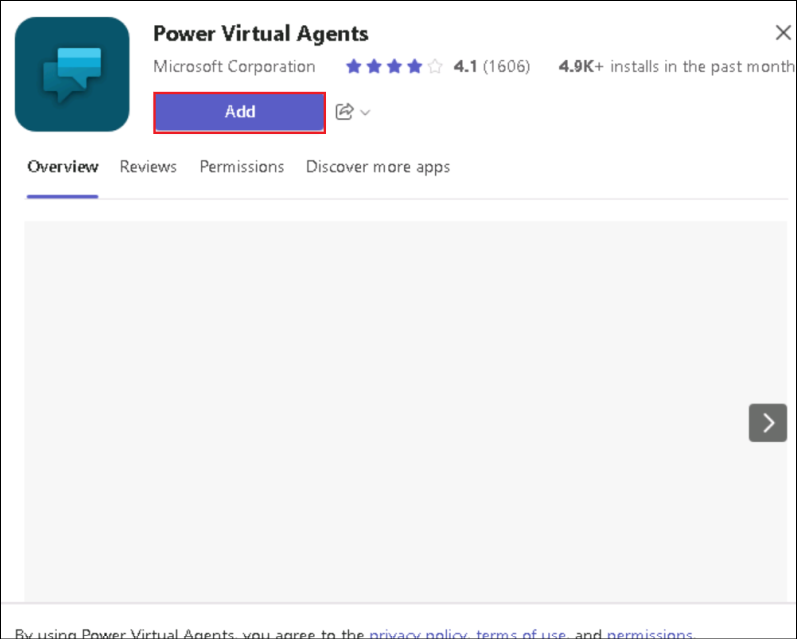 Power Virtual Agents
Microsoft Corporation 4.1 (1606) 4.9K+ installs in the past month
Add
Overview Reviews Permissions Discover more apps
By using Power Virtual Agents, you agree to the privacy policy, terms of use, and permissions.